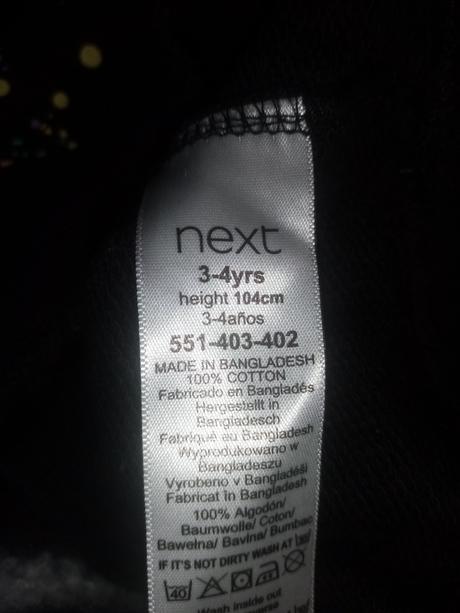 next
3-4yrs
height 104cm
3-4años
551-403-402
MADE IN BANGLADESH
100% COTTON
Fabricado en Bangladés
Hergestellt in
Bangladesch
Fabriqué au Bangladesh
Wyprodukowano w
Bangladeszu
Vyrobeno v Bangladéši
Fabricat în Bangladesh
100% Algodón/
Baumwolle/ Coton/
Bawełna/ Bavlna/ Bumbac
IF IT'S NOT DIRTY WASH AT 30
40
Wash inside out